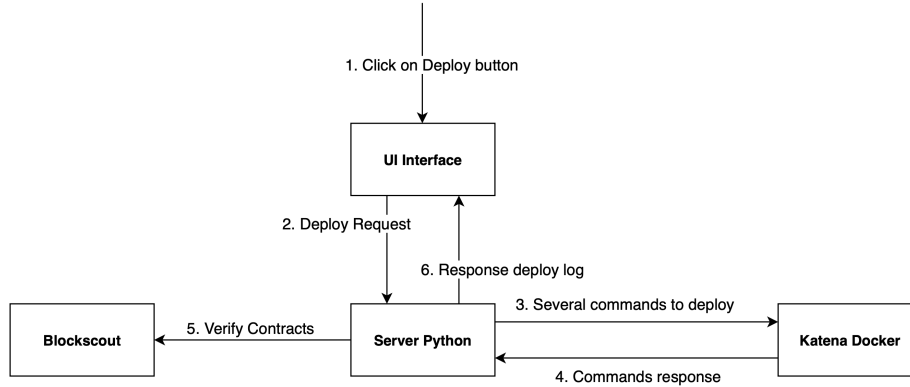 1. Click on Deploy button
UI Interface
2. Deploy Request
6. Response deploy log
3. Several commands to deploy
5. Verify Contracts
Blockscout
Server Python
Katena Docker
4. Commands response